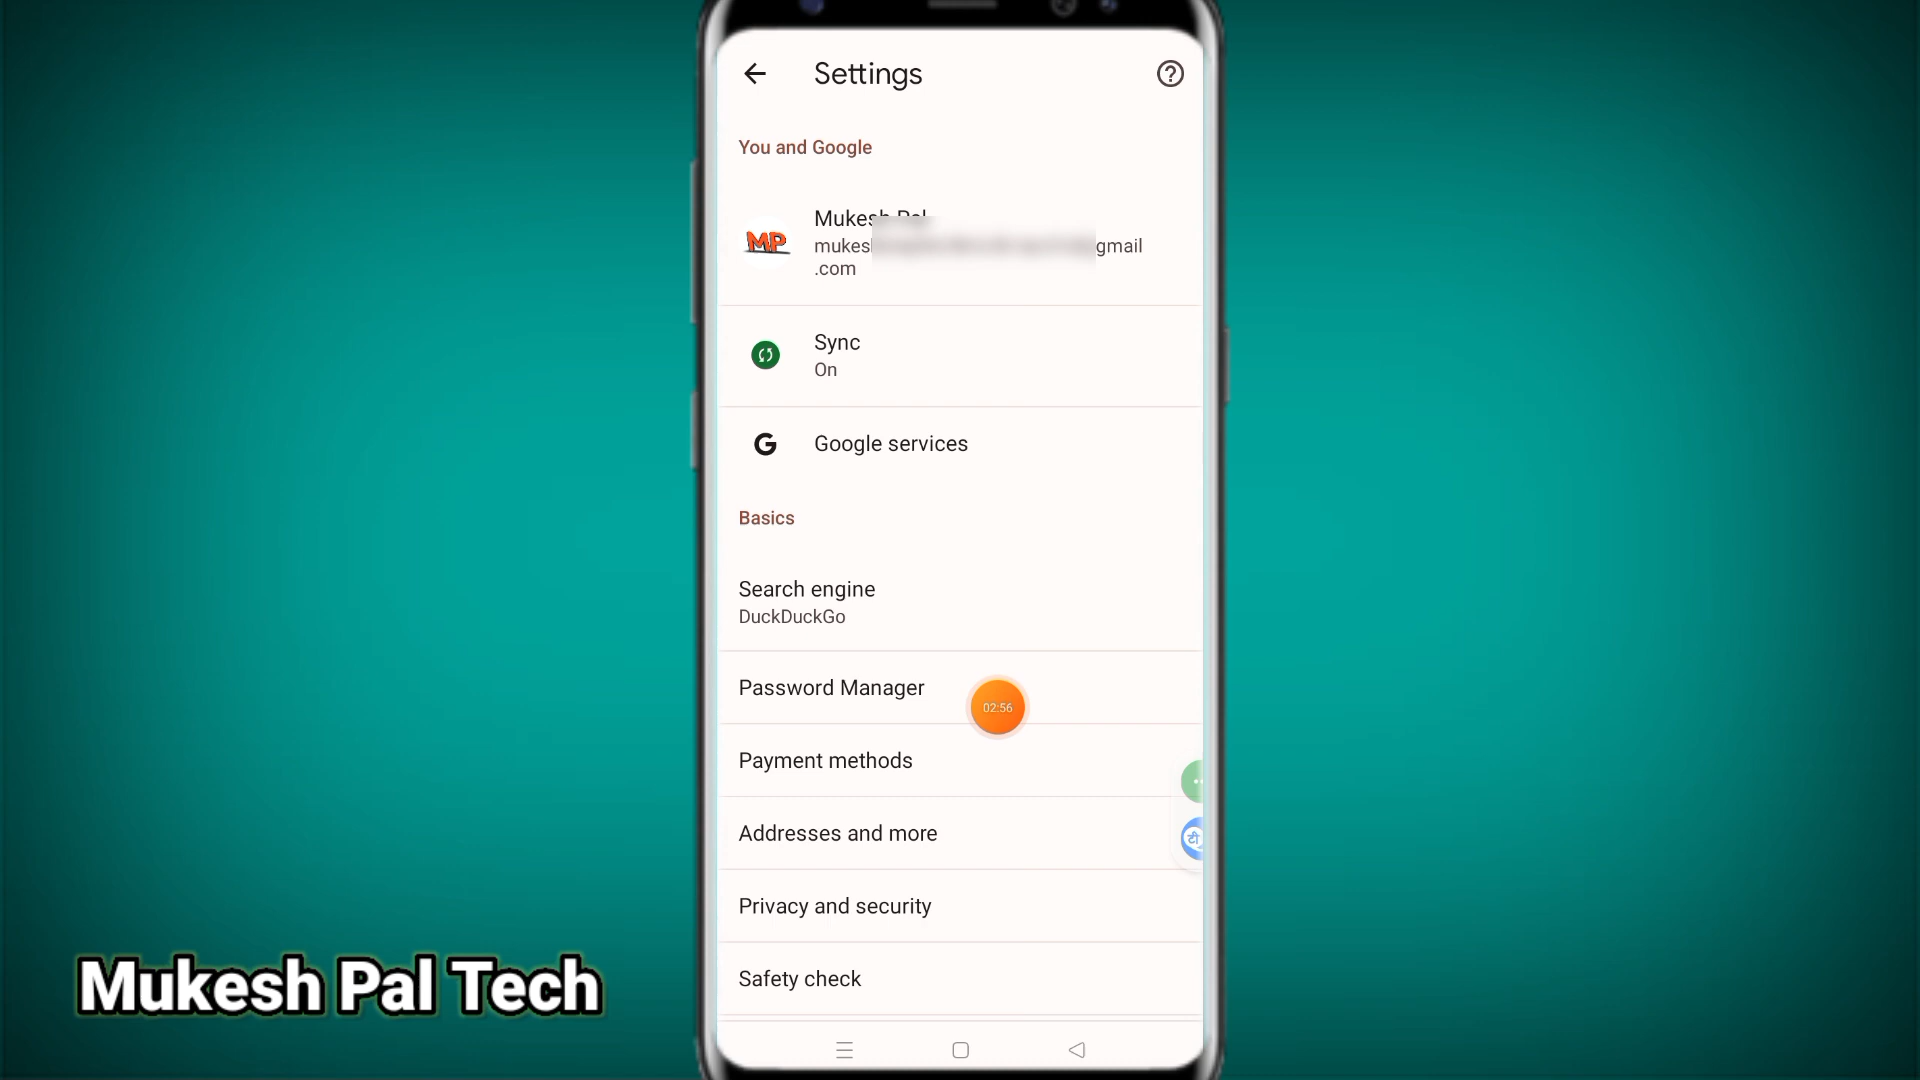 Settings
You and Google
MP
Mukesh Pal
gmail
.com
Sync
On
Google services
Basics
Search engine
DuckDuckGo
Password Manager
02:56
Payment methods
Addresses and more
Privacy and security
Safety check
Mukesh Pal Tech